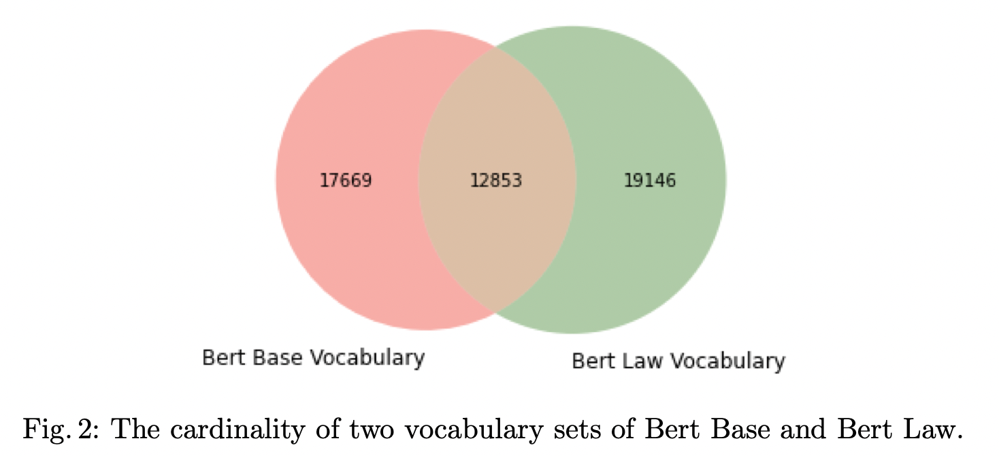 17669 12853 19146
Bert Base Vocabulary
Bert Law Vocabulary
Fig. 2: The cardinality of two vocabulary sets of Bert Base and Bert Law.